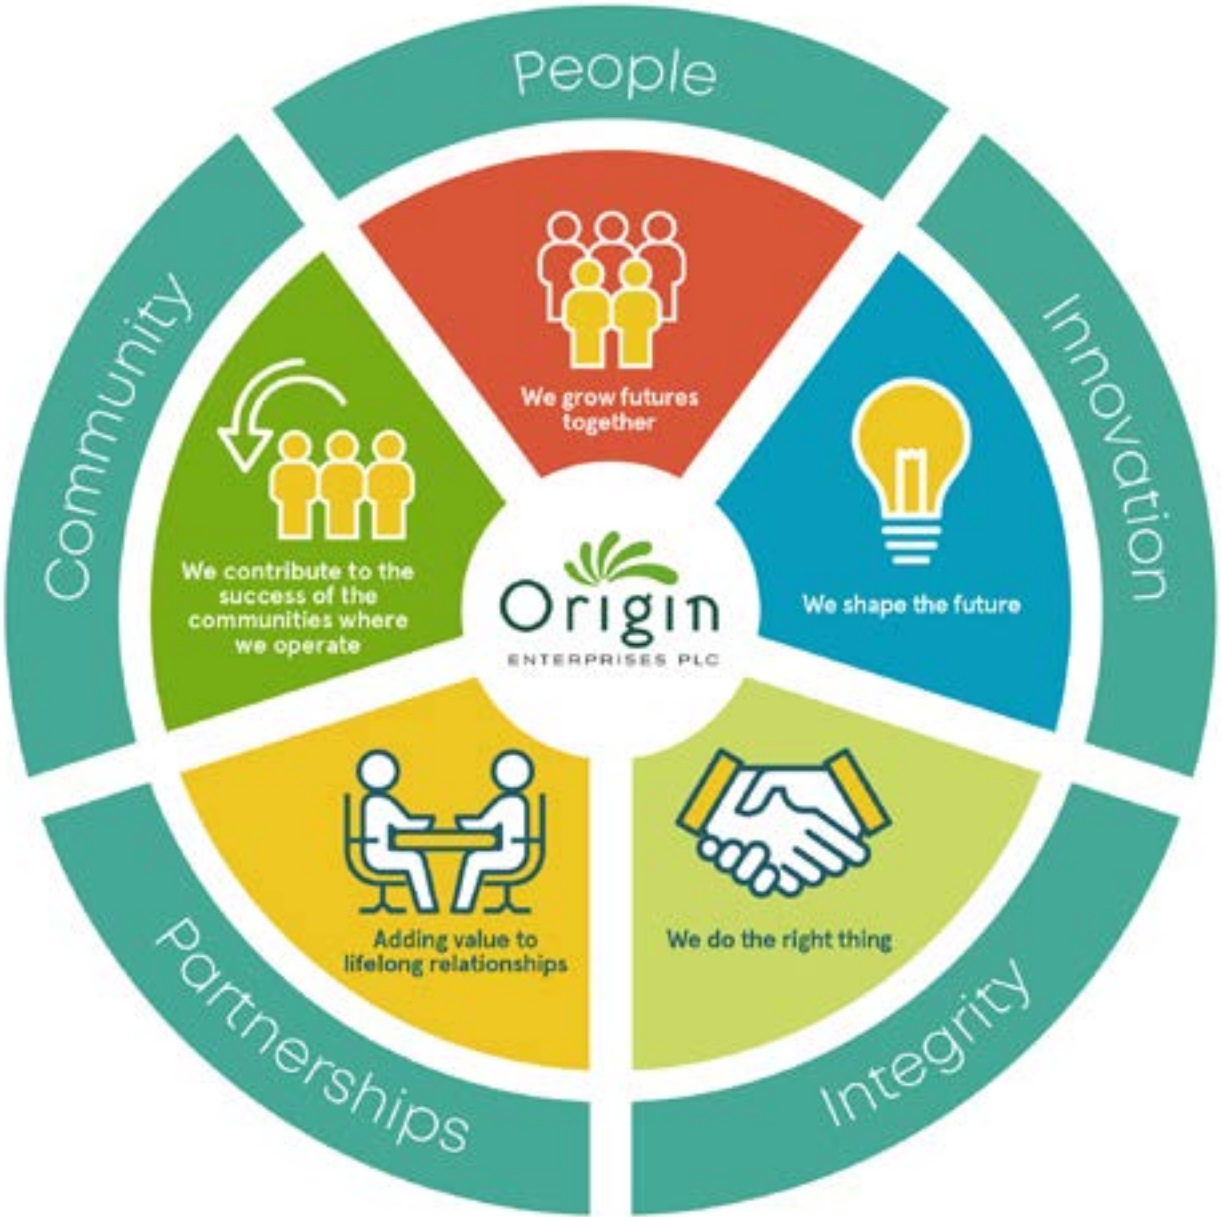 People
We grow futures
together
Innovation
We shape the future
Integrity
We do the right thing
Partnerships
Adding value to
lifelong relationships
Community
We contribute to the
success of the
communities where
we operate
Origin
ENTERPRISES PLC